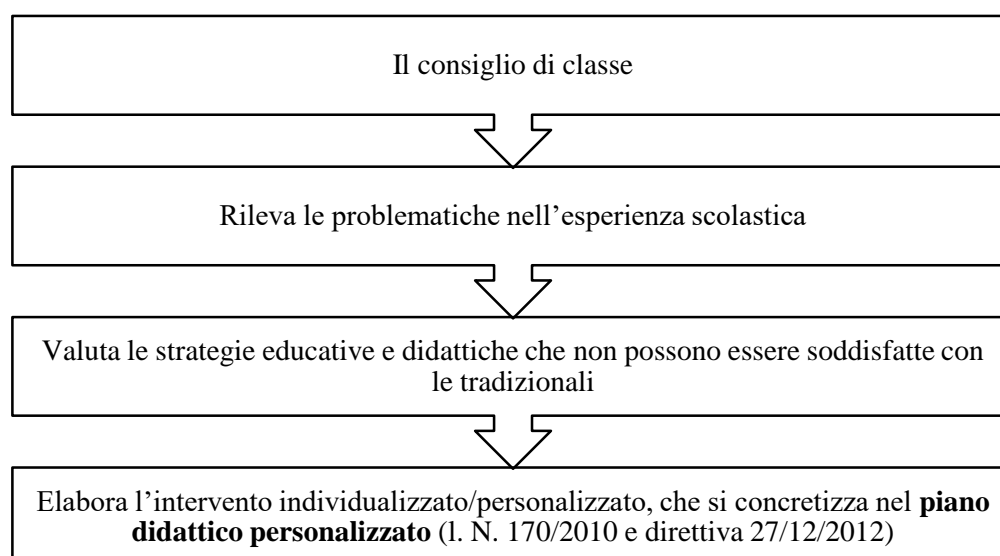 Il consiglio di classe
Rileva le problematiche nell’esperienza scolastica
Valuta le strategie educative e didattiche che non possono essere soddisfatte con
le tradizionali
Elabora l’intervento individualizzato/personalizzato, che si concretizza nel piano
didattico personalizzato (l. N. 170/2010 e direttiva 27/12/2012)